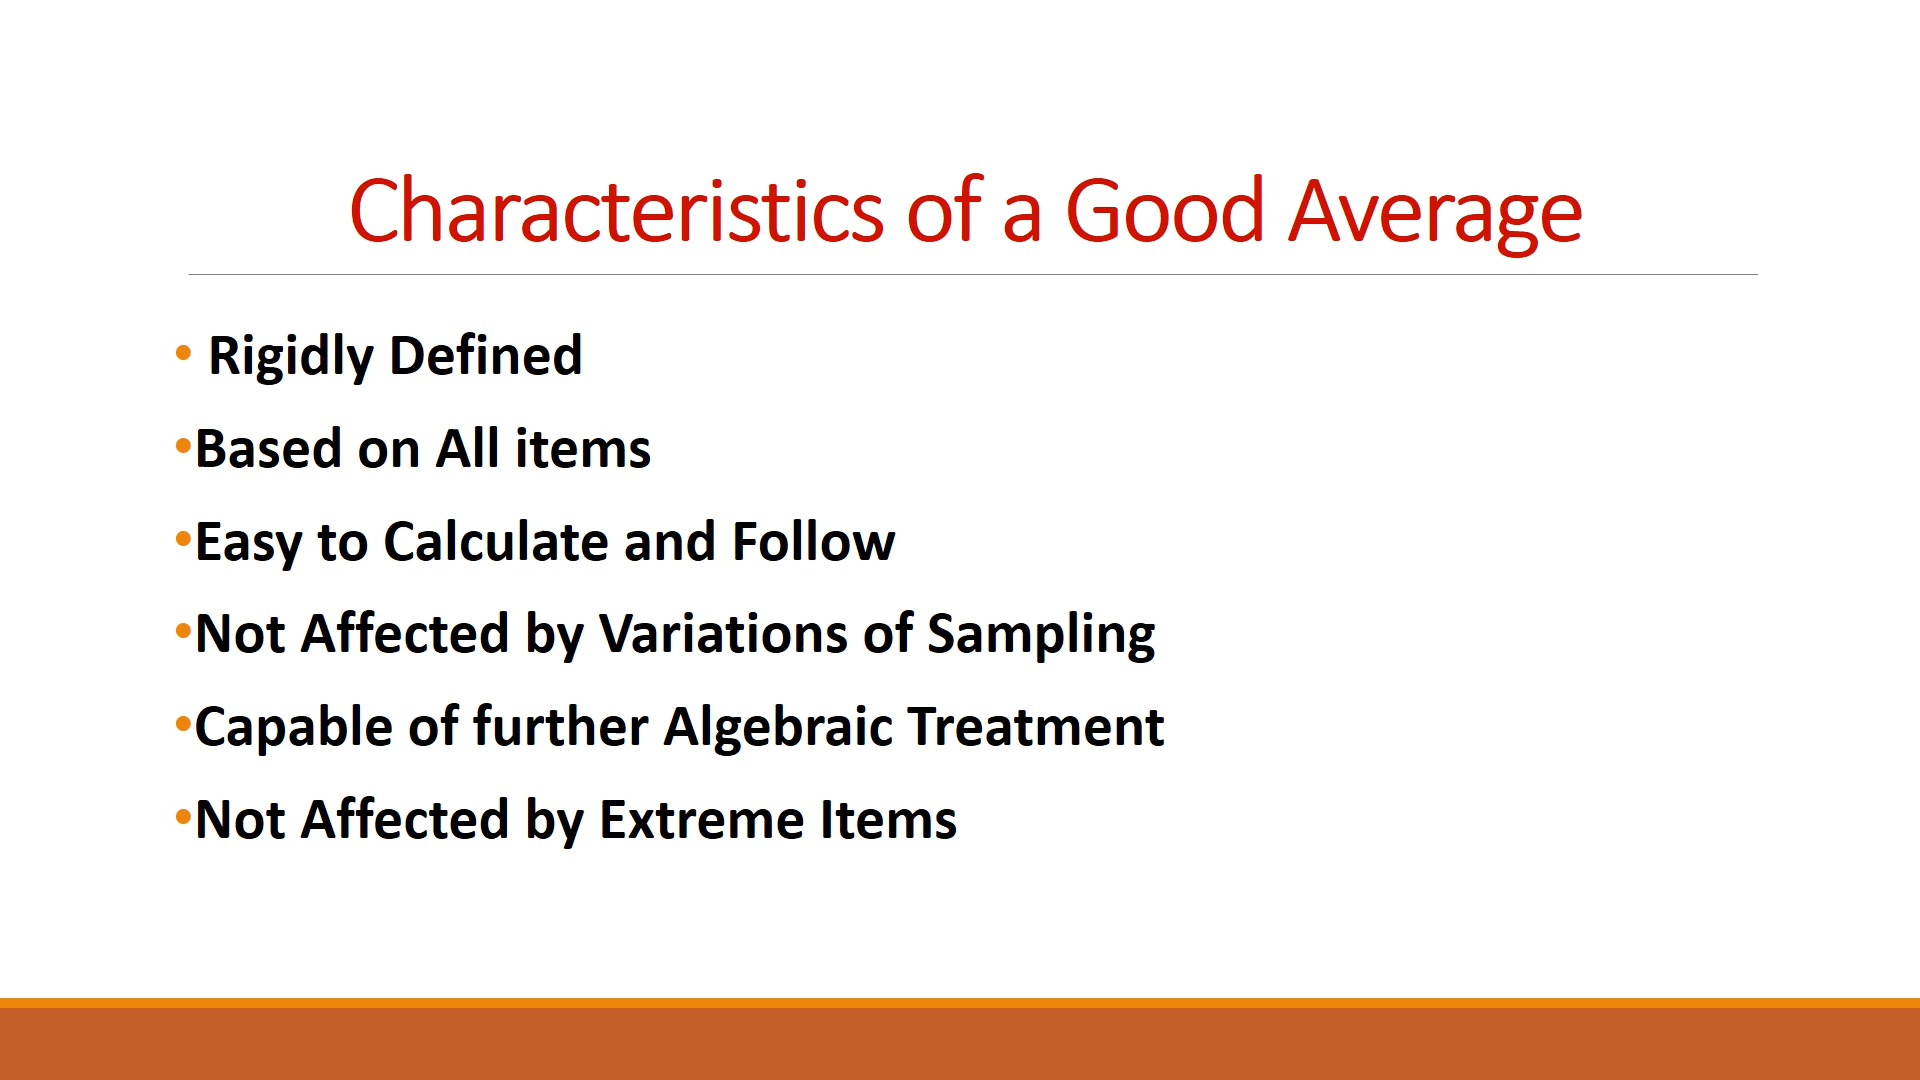 Characteristics of a Good Average
• Rigidly Defined
•Based on All items
•Easy to Calculate and Follow
•Not Affected by Variations of Sampling
•Capable of further Algebraic Treatment
•Not Affected by Extreme Items